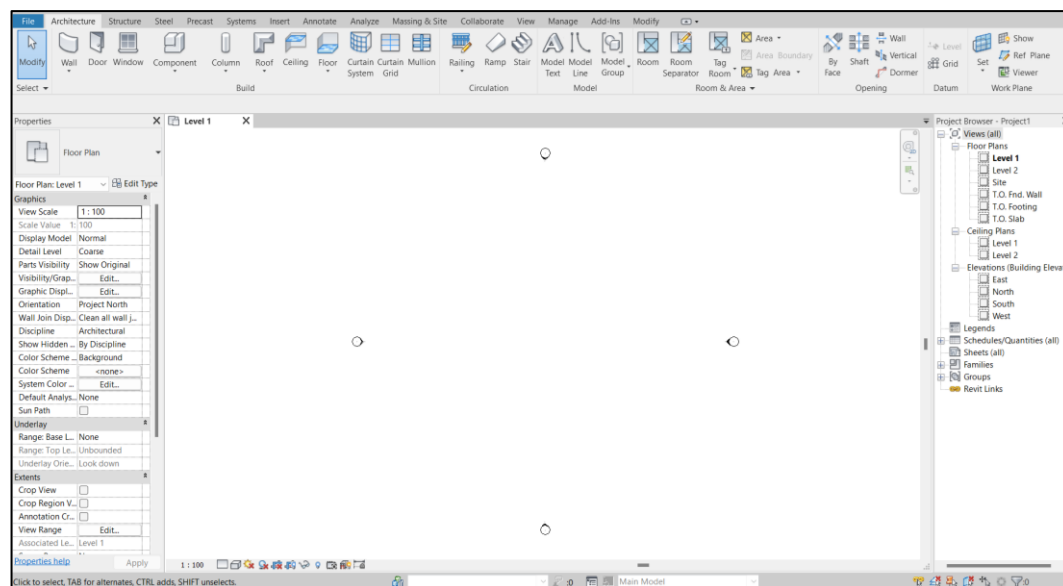 File Architecture Structure Steel Precast Systems Insert Annotate Analyze Massing & Site Collaborate View Manage Add-Ins Modify
Modify Wall Door Window Component Column Roof Ceiling Floor Curtain System Curtain Grid Mullion Railing Ramp Stair Model Text Model Line Model Group Room Room Separator Tag Room Area Area Boundary Tag Area By Face Shaft Wall Vertical Dormer Level Grid Set Show Ref Plane Viewer
Select Build Circulation Model Room & Area Opening Datum Work Plane
Properties
Floor Plan
Floor Plan: Level 1 Edit Type
Graphics
View Scale 1 : 100
Scale Value 1: 100
Display Model Normal
Detail Level Coarse
Parts Visibility Show Original
Visibility/Grap... Edit...
Graphic Displ... Edit...
Orientation Project North
Wall Join Disp... Clean all wall j...
Discipline Architectural
Show Hidden ... By Discipline
Color Scheme ... Background
Color Scheme <none>
System Color ... Edit...
Default Analys... None
Sun Path
Underlay
Range: Base L... None
Range: Top Le... Unbounded
Underlay Orie... Look down
Extents
Crop View
Crop Region V...
Annotation Cr...
View Range Edit...
Associated Le... Level 1
Properties help Apply
Level 1
1 : 100
Project Browser - Project1
Views (all)
Floor Plans
Level 1
Level 2
Site
T.O. Fnd. Wall
T.O. Footing
T.O. Slab
Ceiling Plans
Level 1
Level 2
Elevations (Building Eleva
East
North
South
West
Legends
Schedules/Quantities (all)
Sheets (all)
Families
Groups
Revit Links
Click to select, TAB for alternates, CTRL adds, SHIFT unselects. :0 Main Model :0